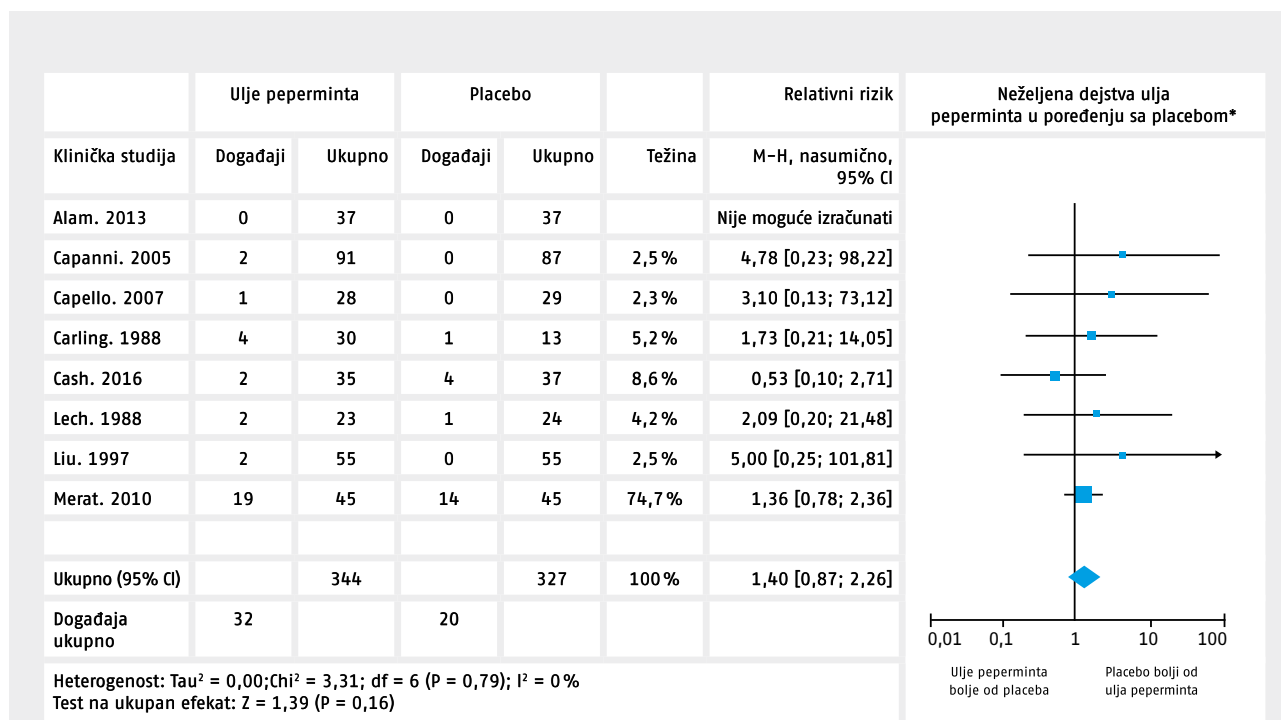 Ulje peperminta Placebo Relativni rizik Neželjena dejstva ulja
peperminta u poređenju sa placebom*
Klinička studija Događaji Ukupno Događaji Ukupno Težina M–H, nasumično,
95% CI
Alam. 2013 0 37 0 37 Nije moguće izračunati
Capanni. 2005 2 91 0 87 2,5 % 4,78 [0,23; 98,22]
Capello. 2007 1 28 0 29 2,3 % 3,10 [0,13; 73,12]
Carling. 1988 4 30 1 13 5,2 % 1,73 [0,21; 14,05]
Cash. 2016 2 35 4 37 8,6 % 0,53 [0,10; 2,71]
Lech. 1988 2 23 1 24 4,2 % 2,09 [0,20; 21,48]
Liu. 1997 2 55 0 55 2,5 % 5,00 [0,25; 101,81]
Merat. 2010 19 45 14 45 74,7 % 1,36 [0,78; 2,36]
Ukupno (95% CI) 344 327 100 % 1,40 [0,87; 2,26]
Događaja
ukupno 32 20
Heterogenost: Tau² = 0,00;Chi² = 3,31; df = 6 (P = 0,79); I² = 0 %
Test na ukupan efekat: Z = 1,39 (P = 0,16)
0,01 0,1 1 10 100
Ulje peperminta
bolje od placeba
Placebo bolji od
ulja peperminta